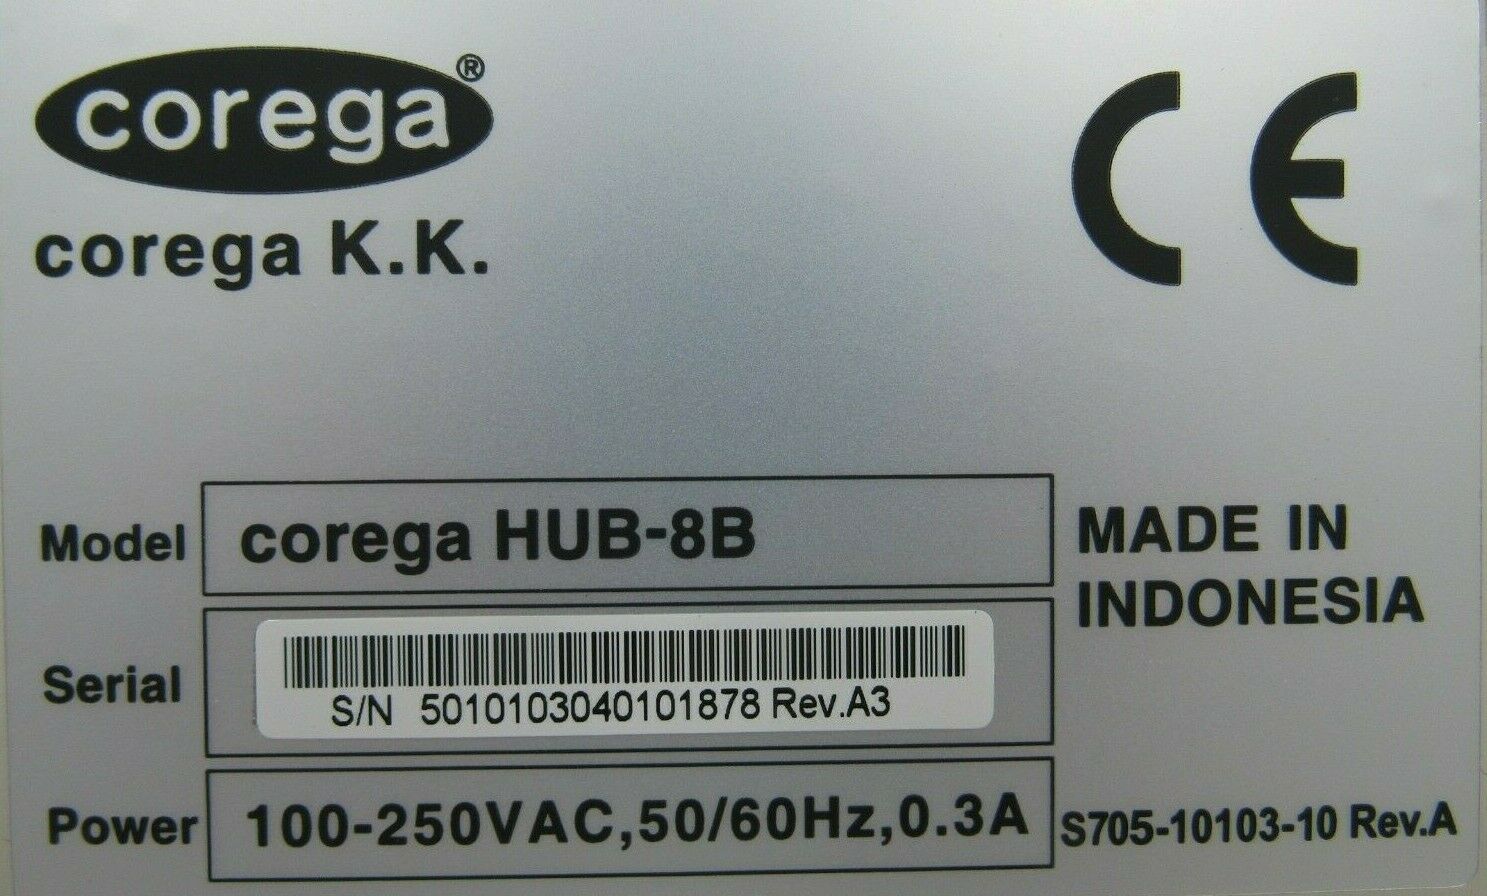 corega®
corega K.K.
CE
Model corega HUB-8B
MADE IN
INDONESIA
Serial
S/N 5010103040101878 Rev.A3
Power 100-250VAC,50/60Hz,0.3A
S705-10103-10 Rev.A